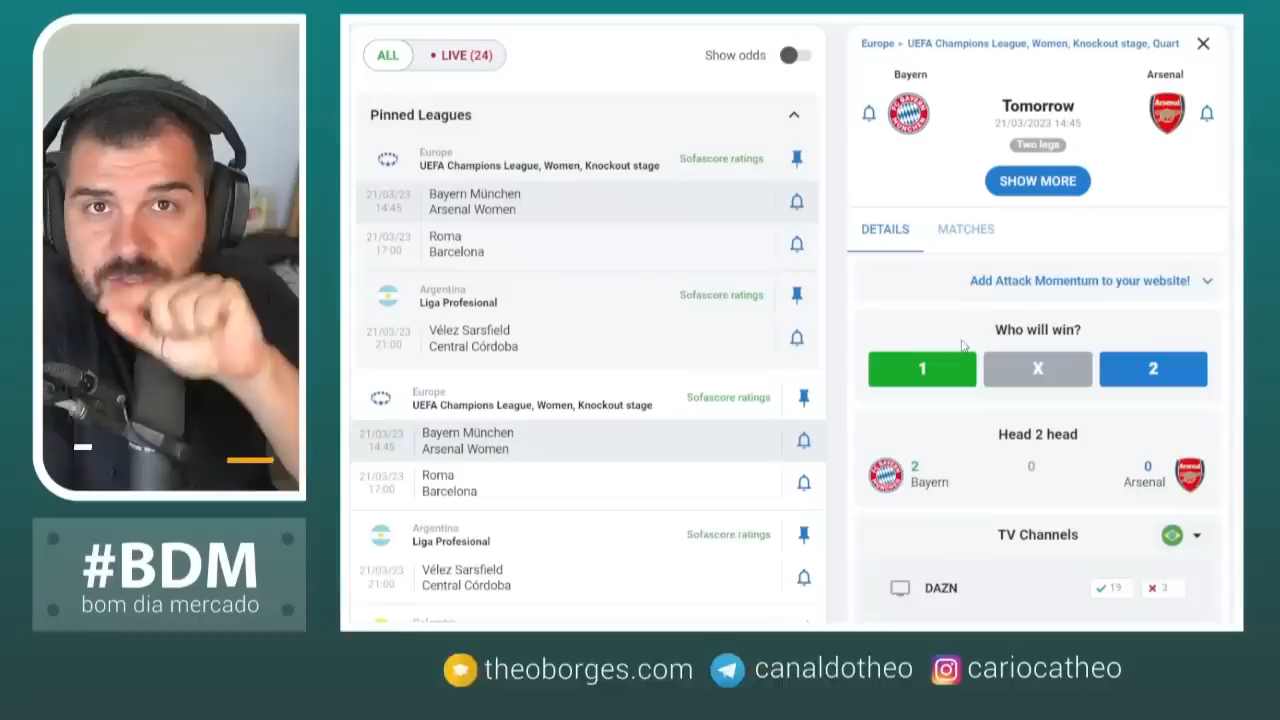 ALL
• LIVE (24)
Show odds
Pinned Leagues
Europe
UEFA Champions League, Women, Knockout stage
Sofascore ratings
21/03/23
14:45
Bayern München
Arsenal Women
21/03/23
17:00
Roma
Barcelona
Argentina
Liga Profesional
Sofascore ratings
21/03/23
21:00
Vélez Sarsfield
Central Córdoba
Europe
UEFA Champions League, Women, Knockout stage
Sofascore ratings
21/03/23
14:45
Bayern München
Arsenal Women
21/03/23
17:00
Roma
Barcelona
Argentina
Liga Profesional
Sofascore ratings
21/03/23
21:00
Vélez Sarsfield
Central Córdoba
Europe ▸ UEFA Champions League, Women, Knockout stage, Quart
Bayern
Arsenal
Tomorrow
21/03/2023 14:45
Two legs
SHOW MORE
DETAILS
MATCHES
Add Attack Momentum to your website!
Who will win?
1
X
2
Head 2 head
2
Bayern
0
0
Arsenal
TV Channels
DAZN
19
3
#BDM
bom dia mercado
theoborges.com
canaldotheo
cariocatheo